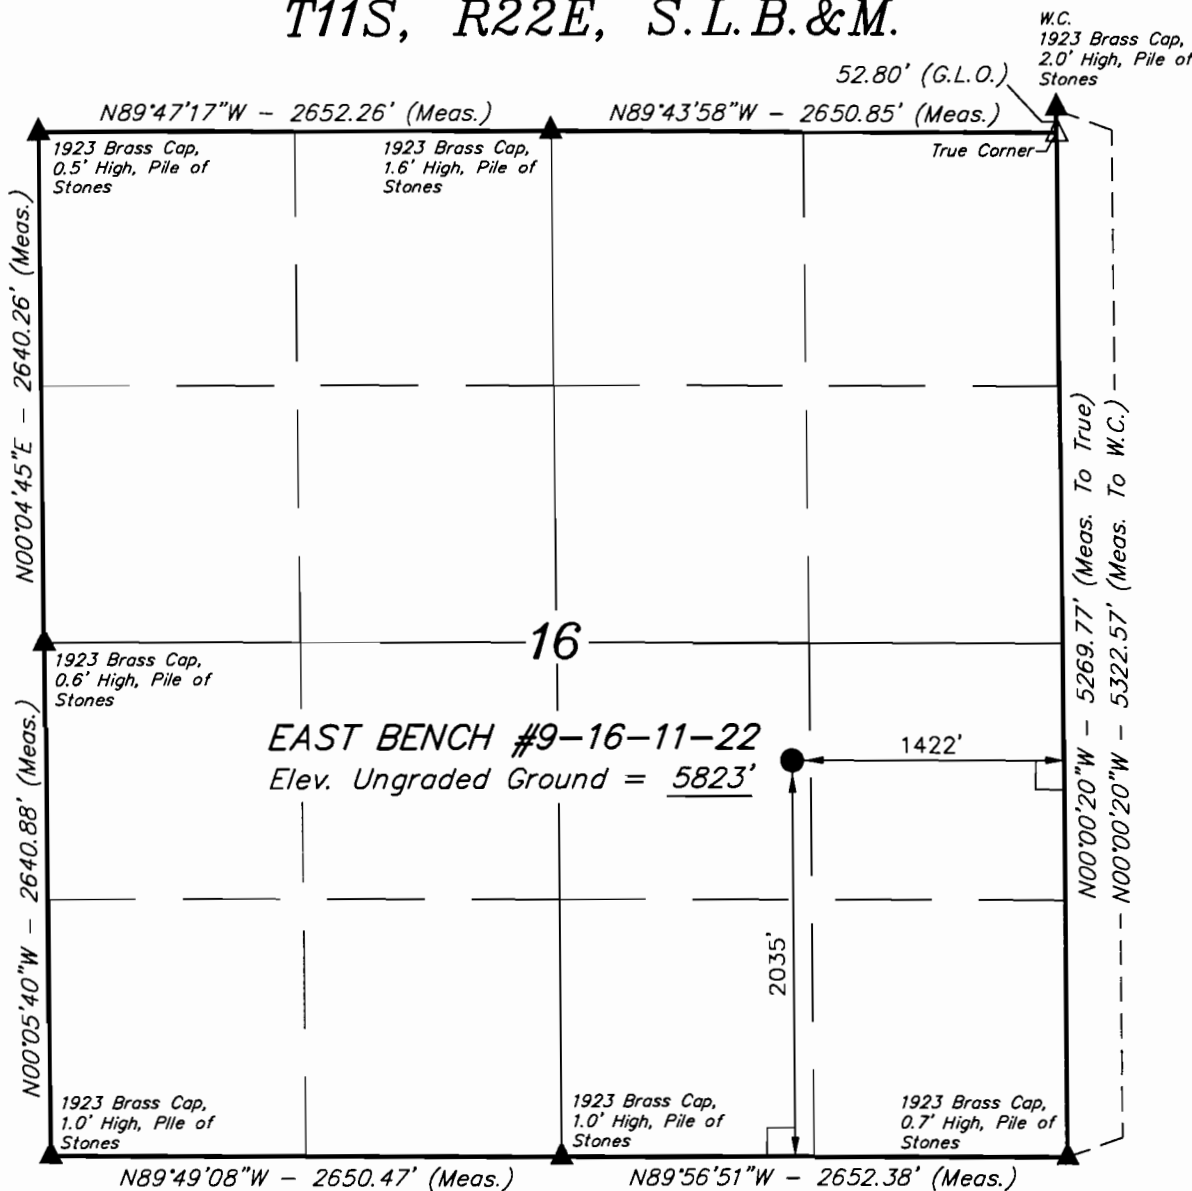 T11S, R22E, S.L.B.&M.
W.C.
1923 Brass Cap,
2.0' High, Pile of
Stones
52.80' (G.L.O.)
N89°47'17"W - 2652.26' (Meas.)
N89°43'58"W - 2650.85' (Meas.)
True Corner
1923 Brass Cap,
0.5' High, Pile of
Stones
1923 Brass Cap,
1.6' High, Pile of
Stones
N00°04'45"E - 2640.26' (Meas.)
N00°00'20"W - 5269.77' (Meas. To True)
N00°00'20"W - 5322.57' (Meas. To W.C.)
16
1923 Brass Cap,
0.6' High, Pile of
Stones
EAST BENCH #9-16-11-22
Elev. Ungraded Ground = 5823'
1422'
2035'
N00°05'40"W - 2640.88' (Meas.)
1923 Brass Cap,
1.0' High, Pile of
Stones
1923 Brass Cap,
1.0' High, Pile of
Stones
1923 Brass Cap,
0.7' High, Pile of
Stones
N89°49'08"W - 2650.47' (Meas.)
N89°56'51"W - 2652.38' (Meas.)